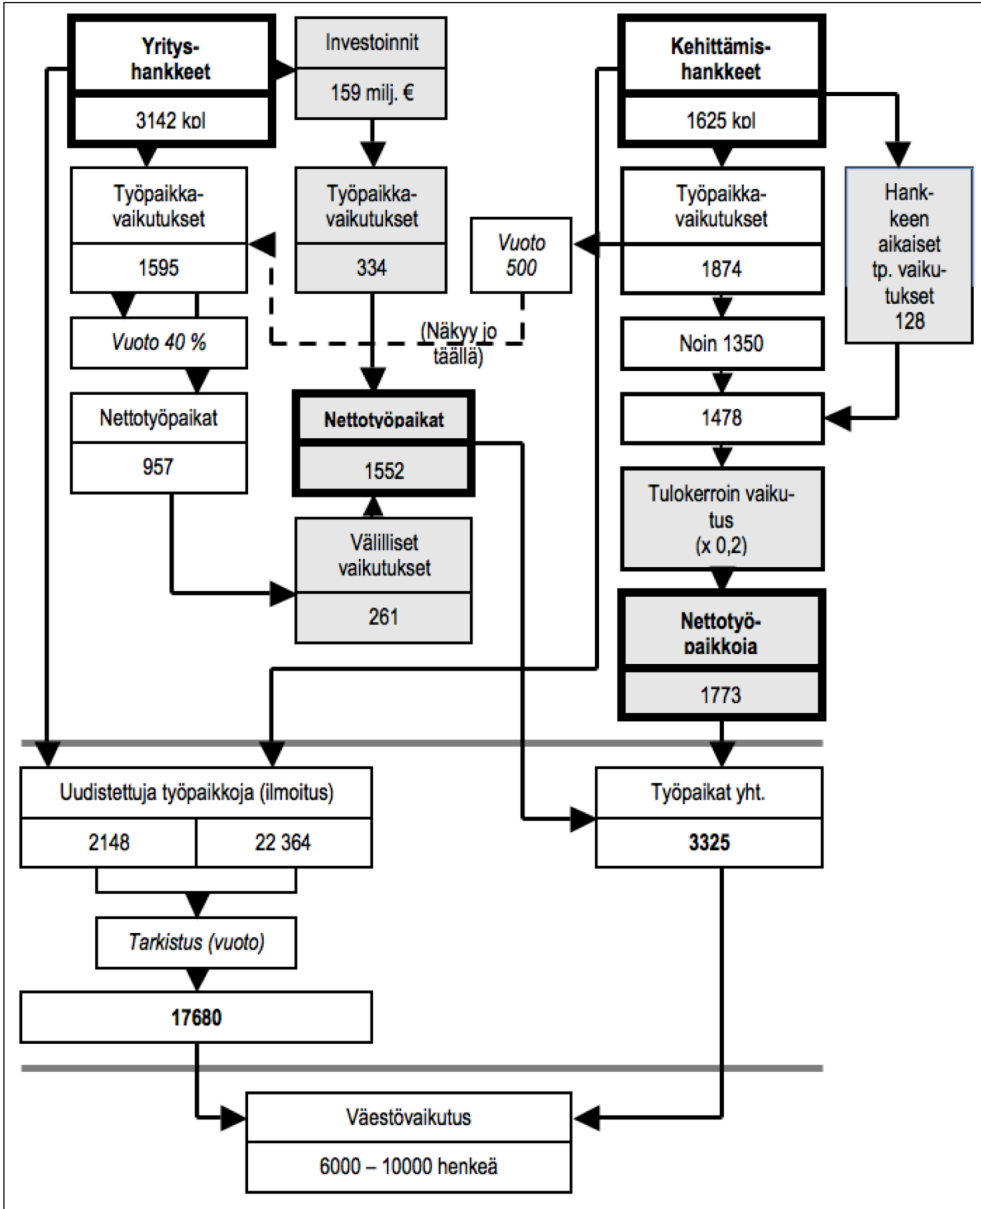 Yritys-
hankkeet
3142 kpl
Investoinnit
159 milj. €
Kehittämis-
hankkeet
1625 kpl
Työpaikka-
vaikutukset
1595
Työpaikka-
vaikutukset
334
Vuoto
500
Työpaikka-
vaikutukset
1874
Hank-
keen
aikaiset
tp. vaiku-
tukset
128
Vuoto 40 %
(Näkyy jo
täällä)
Noin 1350
Nettotyöpaikat
957
Nettotyöpaikat
1552
1478
Välilliset
vaikutukset
261
Tulokerroin vaiku-
tus
(x 0,2)
Nettotyö-
paikkoja
1773
Uudistettuja työpaikkoja (ilmoitus)
2148
22 364
Työpaikat yht.
3325
Tarkistus (vuoto)
17680
Väestövaikutus
6000 – 10000 henkeä